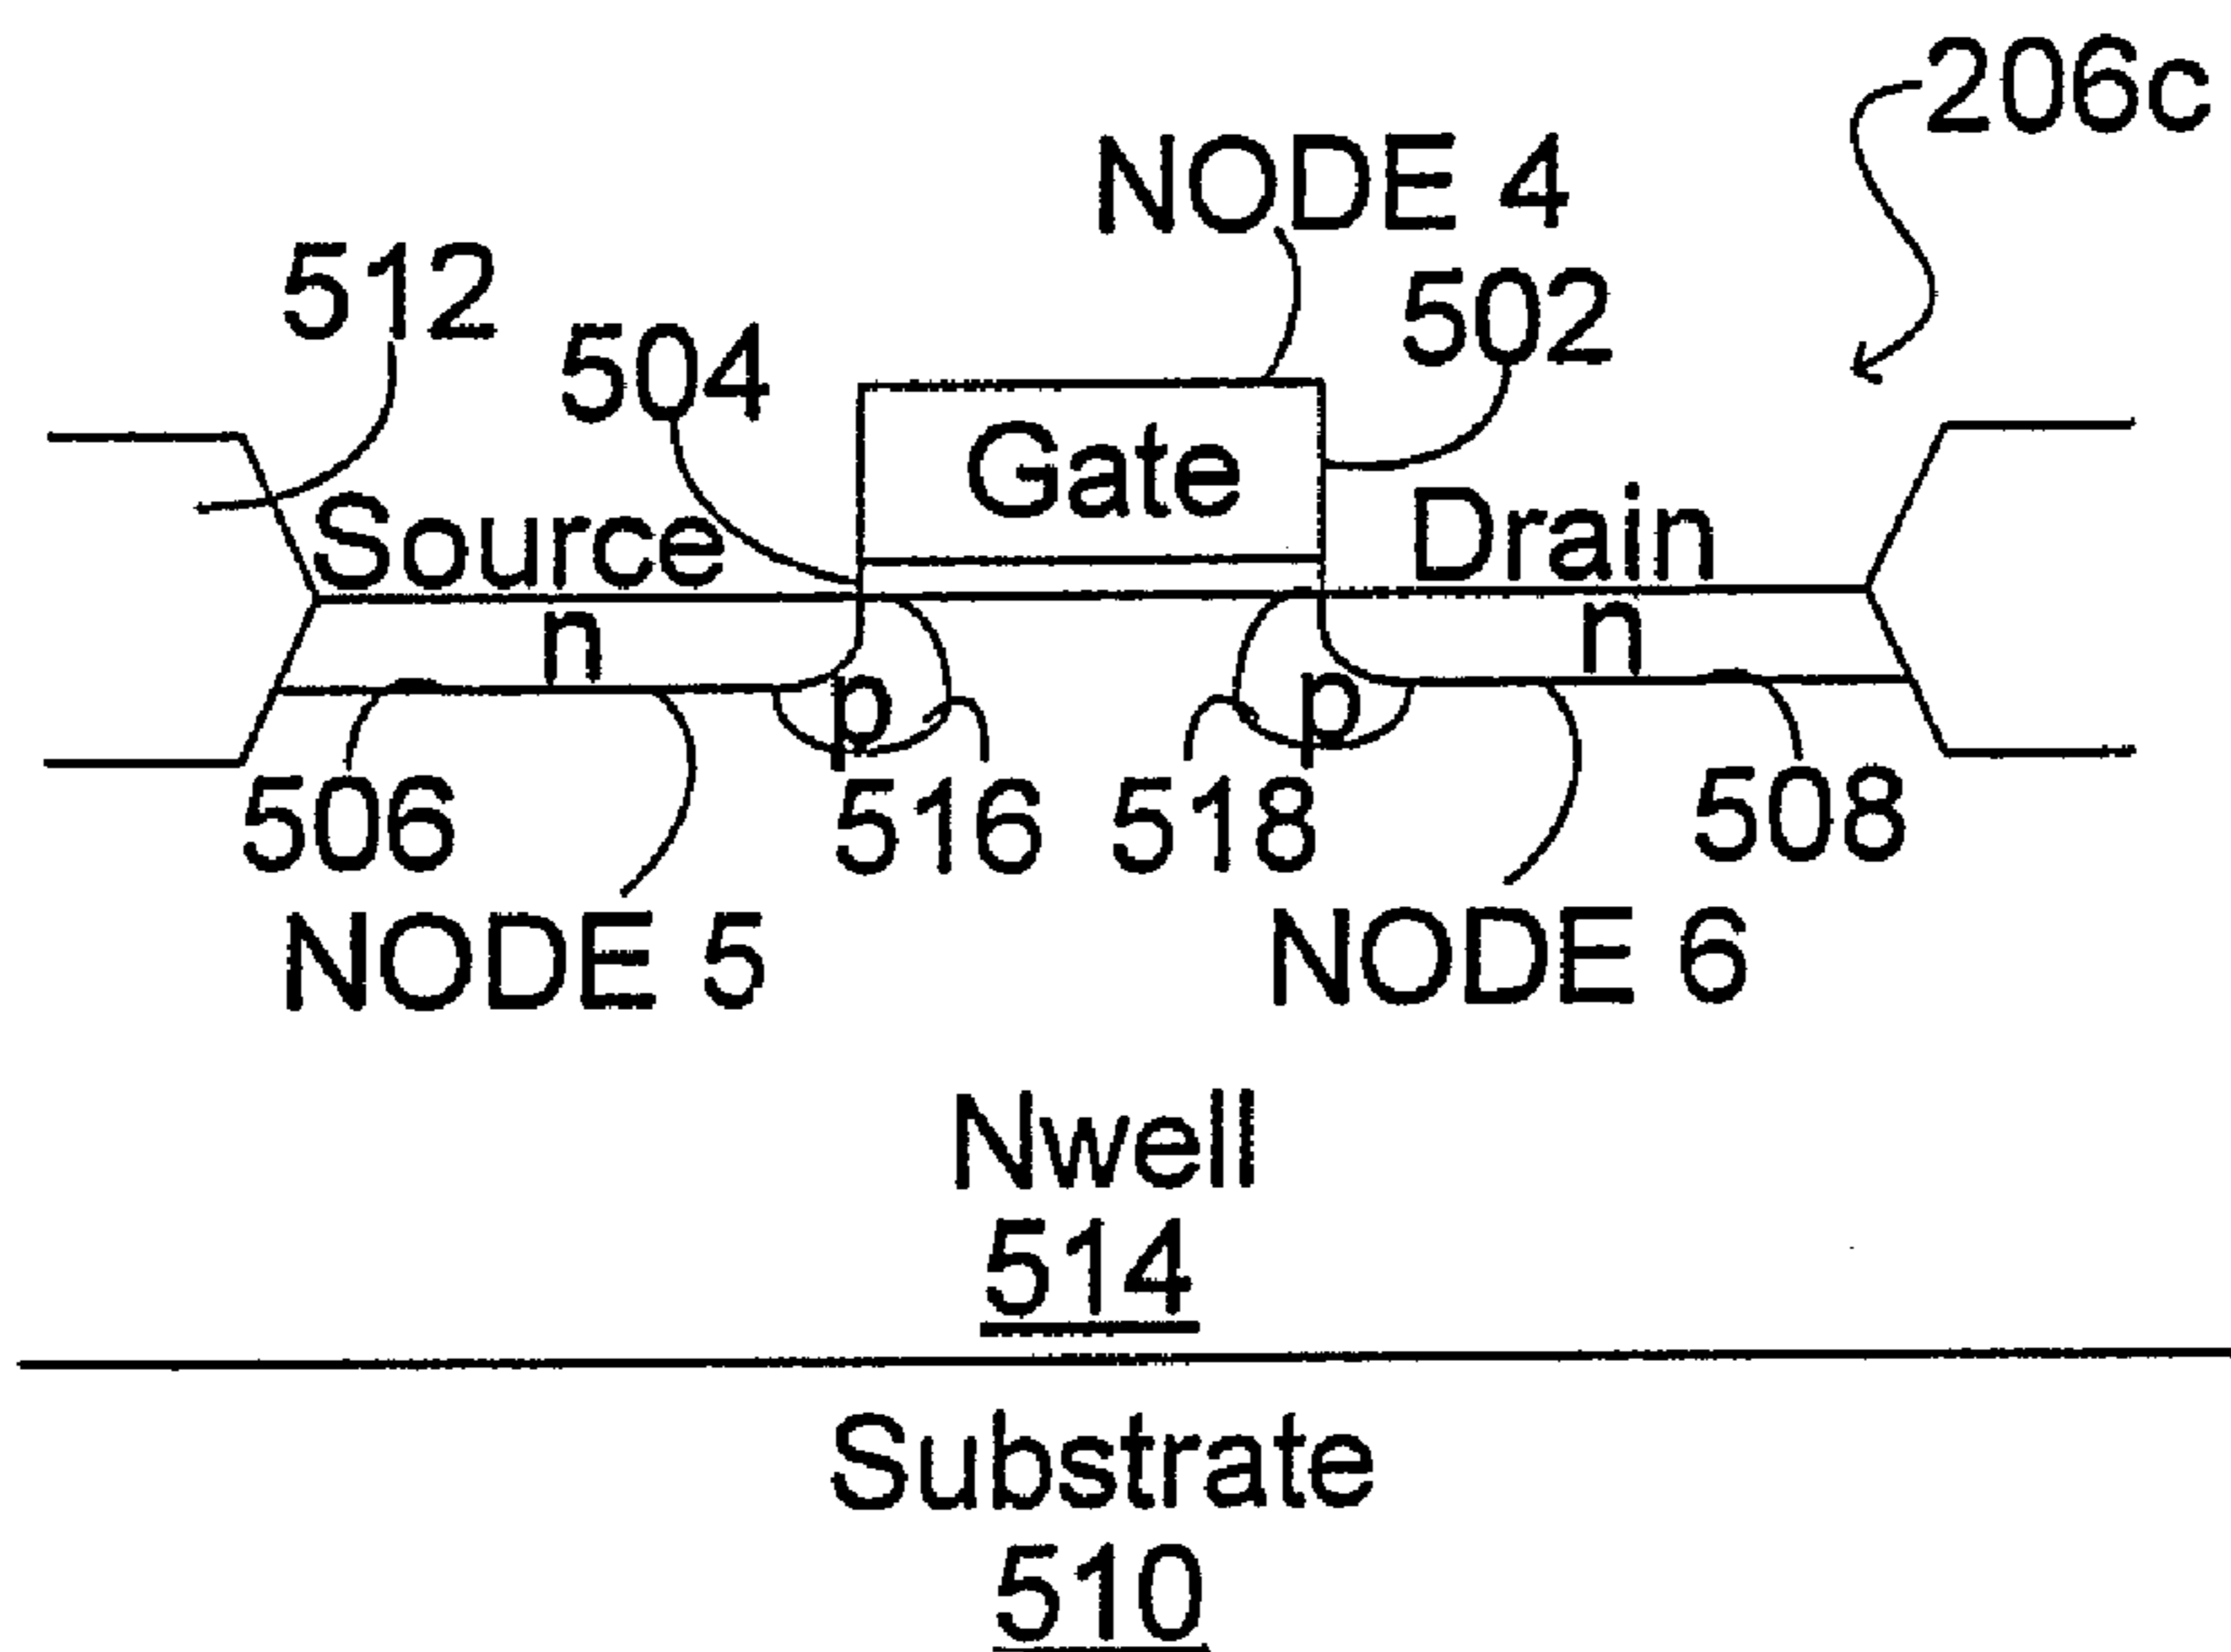 206c
NODE 4
512
502
504
Gate
Source
Drain
n
n
p
p
506
516
518
508
NODE 5
NODE 6
Nwell
514
Substrate
510